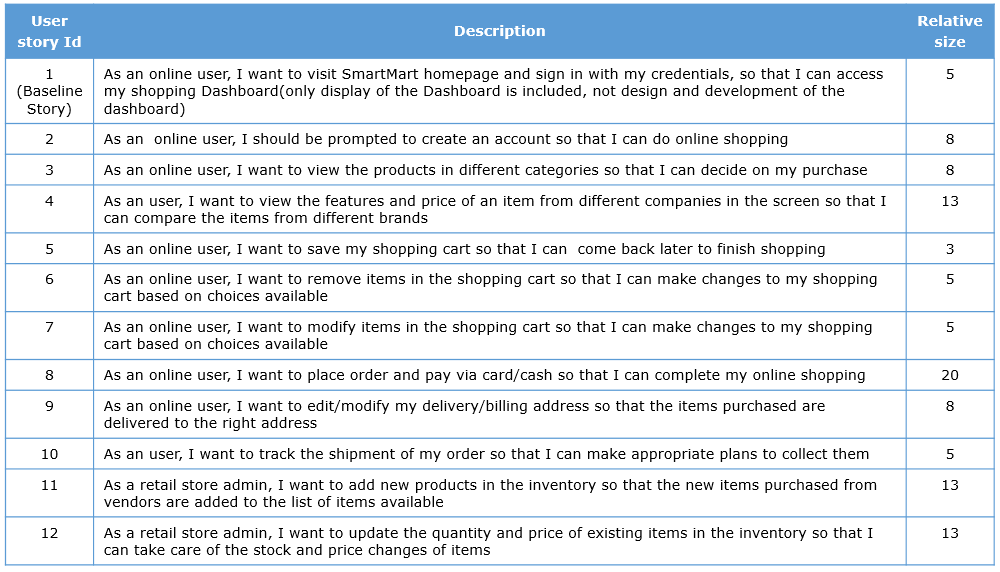 User
story Id
Description
Relative
size
1
(Baseline
Story)
As an online user, I want to visit SmartMart homepage and sign in with my credentials, so that I can access
my shopping Dashboard(only display of the Dashboard is included, not design and development of the
dashboard)
5
2
As an  online user, I should be prompted to create an account so that I can do online shopping
8
3
As an online user, I want to view the products in different categories so that I can decide on my purchase
8
4
As an user, I want to view the features and price of an item from different companies in the screen so that I
can compare the items from different brands
13
5
As an online user, I want to save my shopping cart so that I can  come back later to finish shopping
3
6
As an online user, I want to remove items in the shopping cart so that I can make changes to my shopping
cart based on choices available
5
7
As an online user, I want to modify items in the shopping cart so that I can make changes to my shopping
cart based on choices available
5
8
As an online user, I want to place order and pay via card/cash so that I can complete my online shopping
20
9
As an online user, I want to edit/modify my delivery/billing address so that the items purchased are
delivered to the right address
8
10
As an user, I want to track the shipment of my order so that I can make appropriate plans to collect them
5
11
As a retail store admin, I want to add new products in the inventory so that the new items purchased from
vendors are added to the list of items available
13
12
As a retail store admin, I want to update the quantity and price of existing items in the inventory so that I
can take care of the stock and price changes of items
13